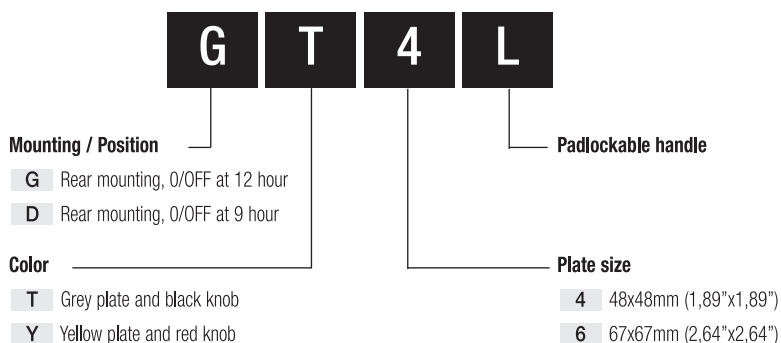 G T 4 L
Mounting / Position
G Rear mounting, 0/OFF at 12 hour
D Rear mounting, 0/OFF at 9 hour
Color
T Grey plate and black knob
Y Yellow plate and red knob
Padlockable handle
Plate size
4 48x48mm (1,89”x1,89”)
6 67x67mm (2,64”x2,64”)